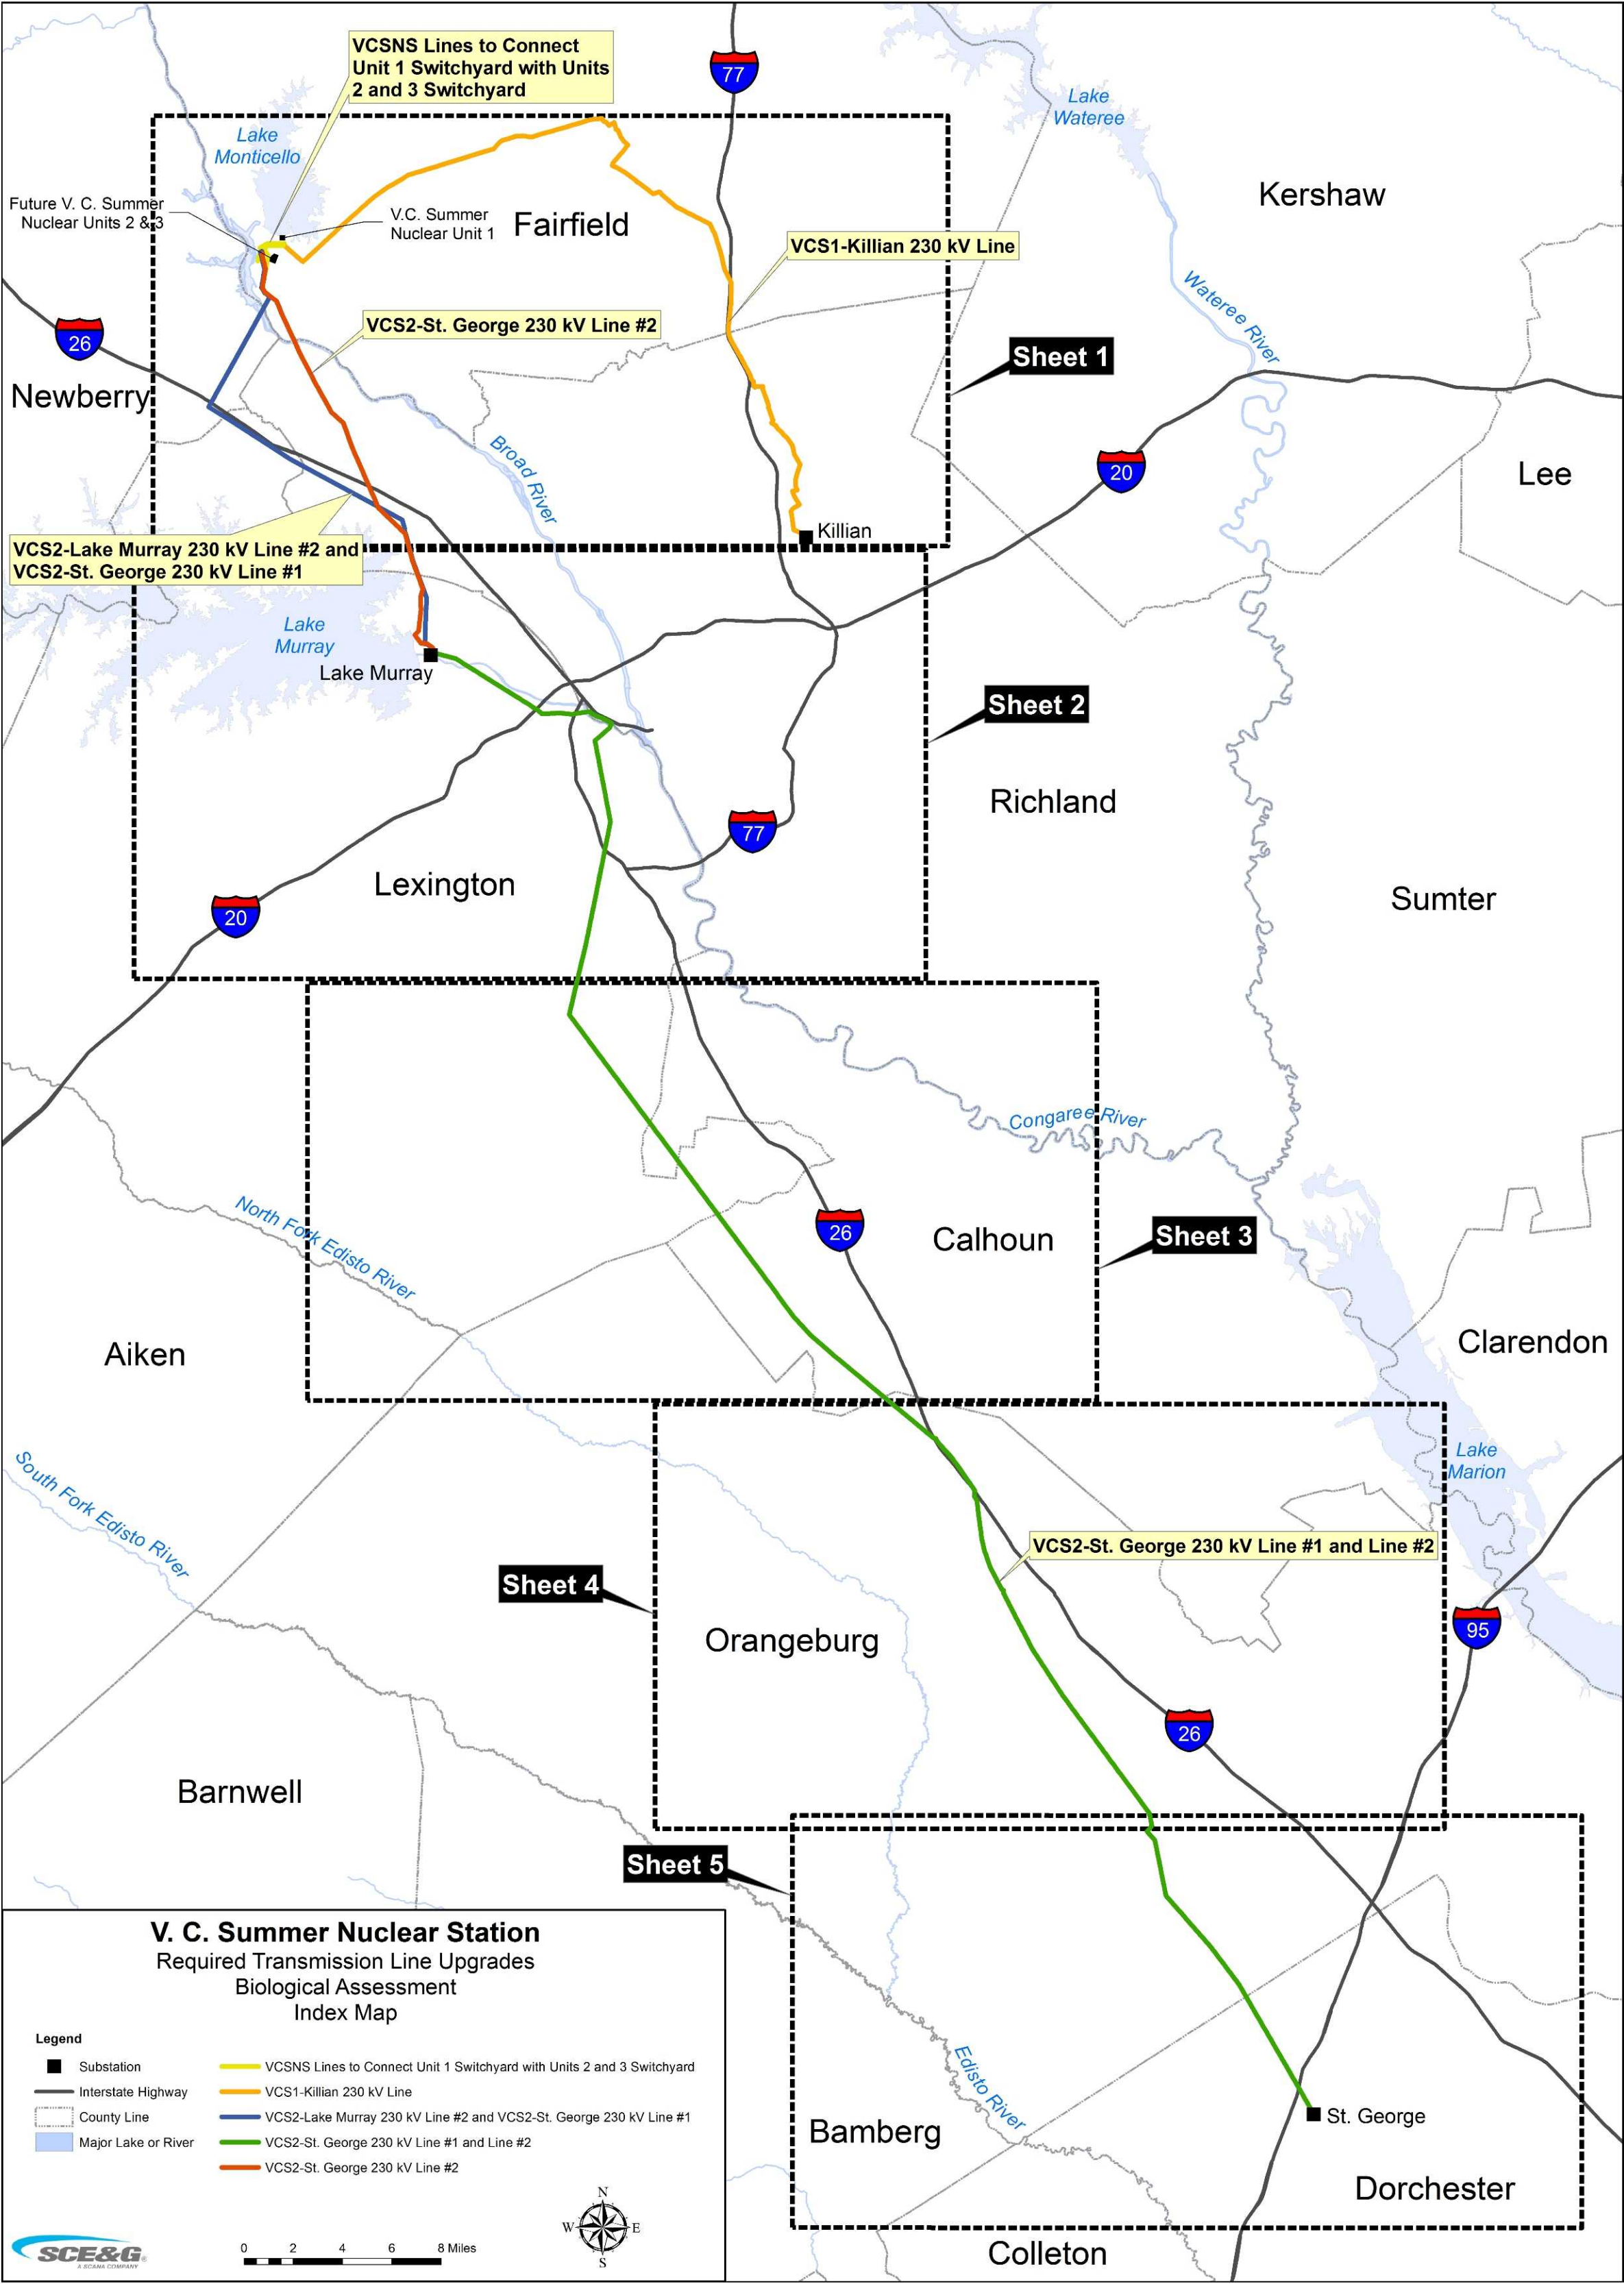 VCSNS Lines to Connect
Unit 1 Switchyard with Units
2 and 3 Switchyard
77
Lake
Wateree
Lake
Monticello
Kershaw
Future V. C. Summer
Nuclear Units 2 & 3
V.C. Summer
Nuclear Unit 1
Fairfield
VCS1-Killian 230 kV Line
Wateree River
26
VCS2-St. George 230 kV Line #2
Sheet 1
Newberry
Broad River
20
Lee
Killian
VCS2-Lake Murray 230 kV Line #2 and
VCS2-St. George 230 kV Line #1
Lake
Murray
Lake Murray
Sheet 2
Richland
77
Lexington
Sumter
20
Congaree River
North Fork Edisto River
26
Calhoun
Sheet 3
Aiken
Clarendon
South Fork Edisto River
Lake
Marion
VCS2-St. George 230 kV Line #1 and Line #2
Sheet 4
Orangeburg
95
26
Barnwell
Sheet 5
Edisto River
St. George
Bamberg
Dorchester
Colleton
V. C. Summer Nuclear Station
Required Transmission Line Upgrades
Biological Assessment
Index Map
Legend
Substation
Interstate Highway
County Line
Major Lake or River
VCSNS Lines to Connect Unit 1 Switchyard with Units 2 and 3 Switchyard
VCS1-Killian 230 kV Line
VCS2-Lake Murray 230 kV Line #2 and VCS2-St. George 230 kV Line #1
VCS2-St. George 230 kV Line #1 and Line #2
VCS2-St. George 230 kV Line #2
N
W E
S
SCE&G
A SCANA COMPANY
0 2 4 6 8 Miles